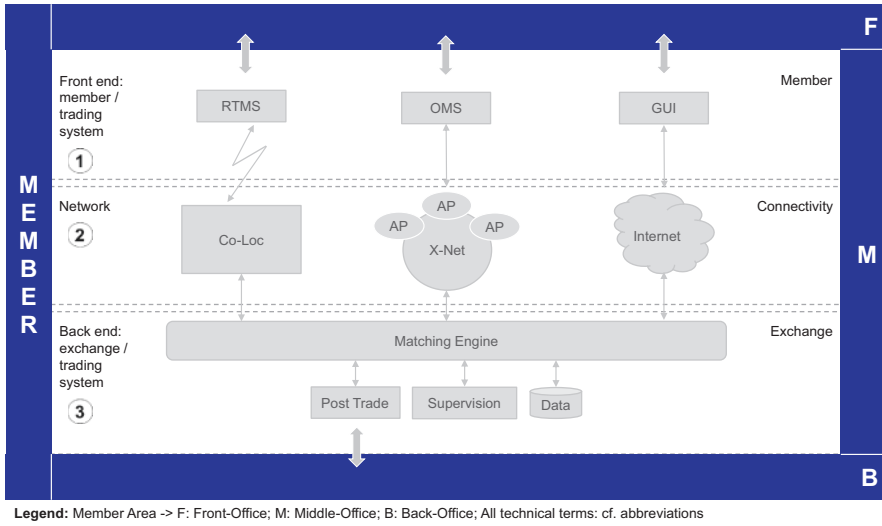 F
Front end:
member /
trading
system
1
RTMS
OMS
GUI
Member
MEMBER
Network
2
Co-Loc
AP
AP
AP
X-Net
Internet
Connectivity
M
Back end:
exchange /
trading
system
3
Matching Engine
Exchange
Post Trade
Supervision
Data
B
Legend: Member Area -> F: Front-Office; M: Middle-Office; B: Back-Office; All technical terms: cf. abbreviations